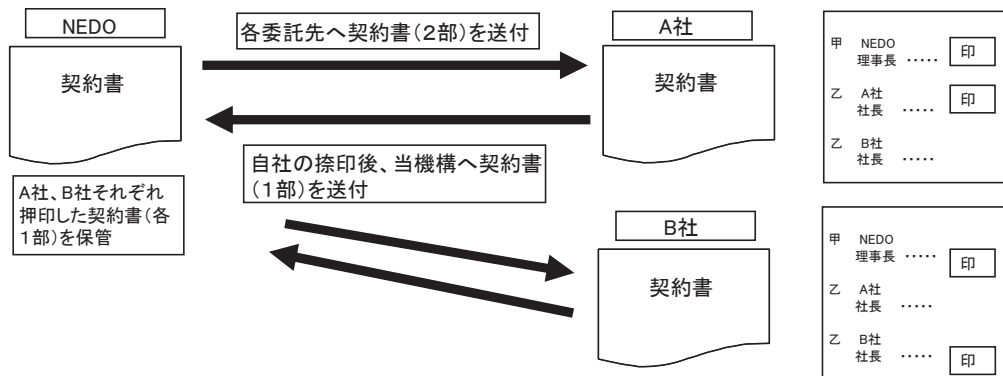 NEDO
契約書
A社、B社それぞれ
押印した契約書（各
１部）を保管
各委託先へ契約書（２部）を送付
自社の捺印後、当機構へ契約書
（１部）を送付
A社
契約書
B社
契約書
甲 NEDO
理事長 ‥‥‥ 印
乙 A社
社長 ‥‥‥ 印
乙 B社
社長 ‥‥‥
甲 NEDO
理事長 ‥‥‥ 印
乙 A社
社長 ‥‥‥
乙 B社
社長 ‥‥‥ 印